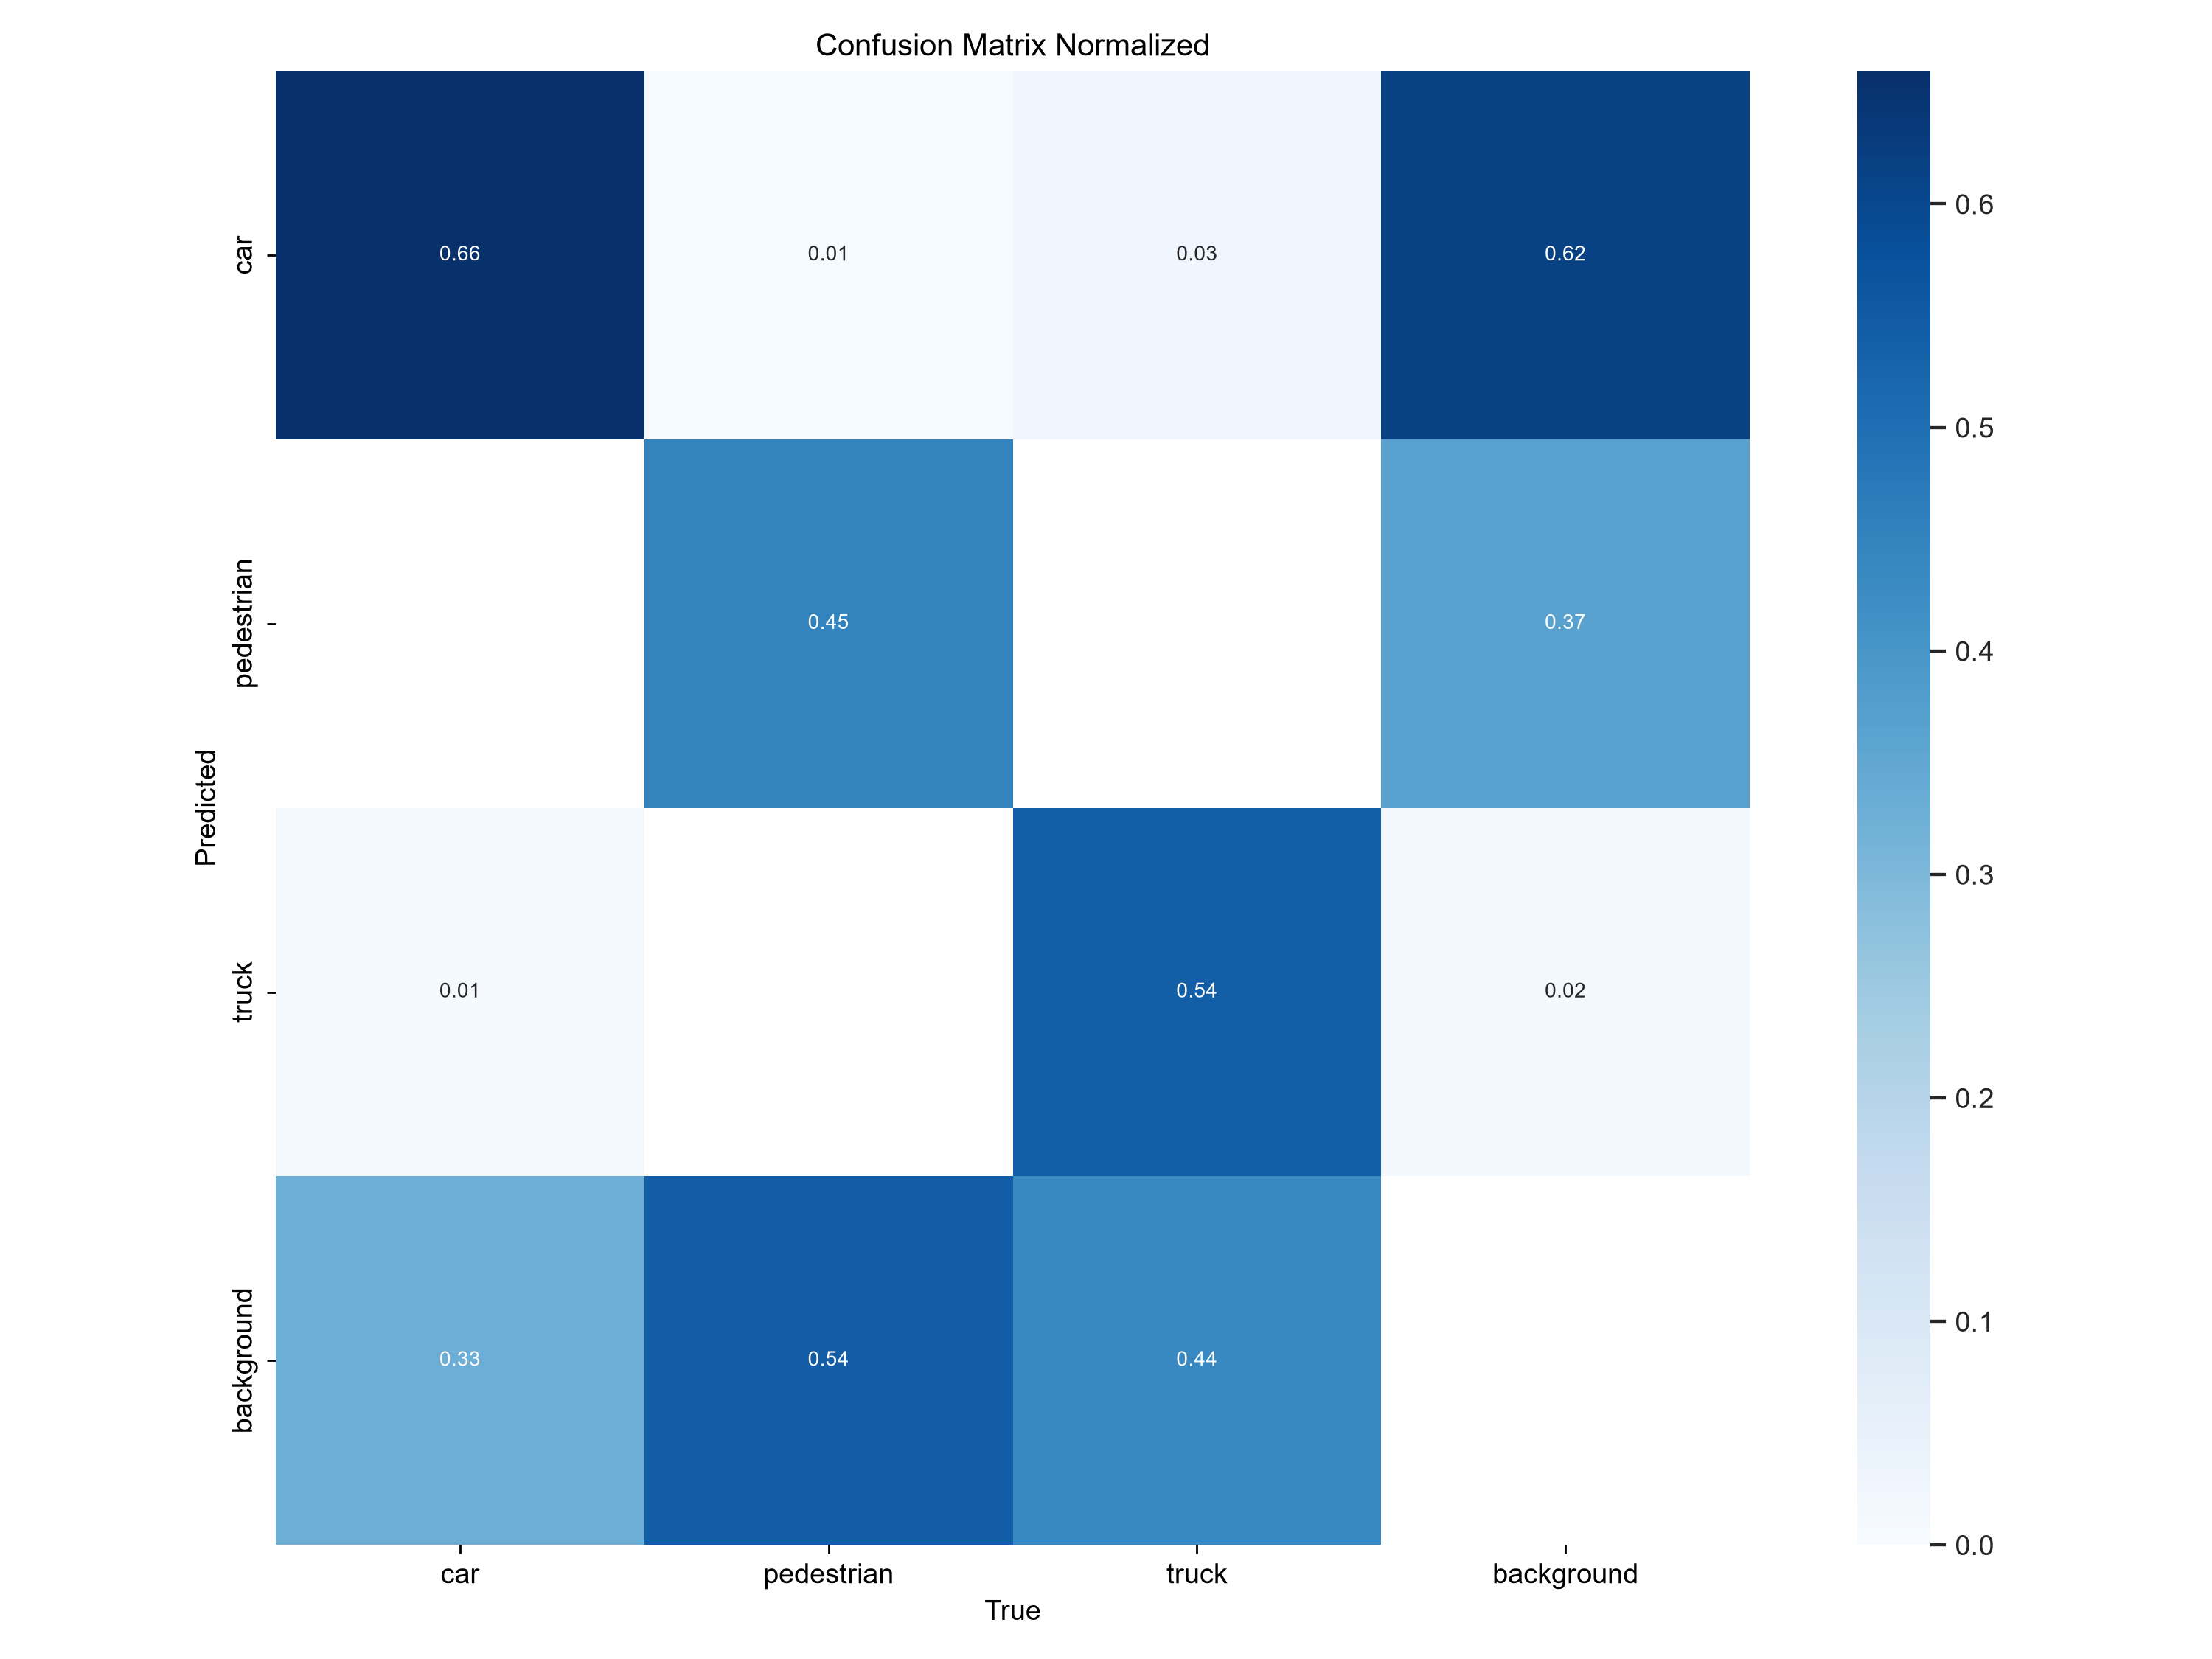 Confusion Matrix Normalized
car
0.66
0.01
0.03
0.62
pedestrian
0.45
0.37
Predicted
truck
0.01
0.54
0.02
background
0.33
0.54
0.44
car
pedestrian
truck
background
True
0.6
0.5
0.4
0.3
0.2
0.1
0.0